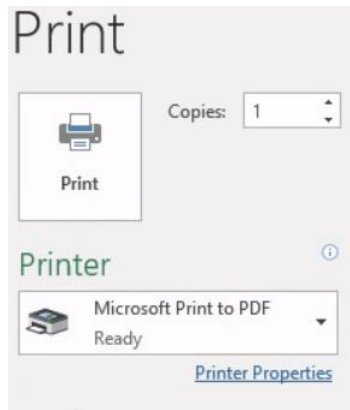 Print
Copies: 1
Print
Printer
Microsoft Print to PDF
Ready
Printer Properties